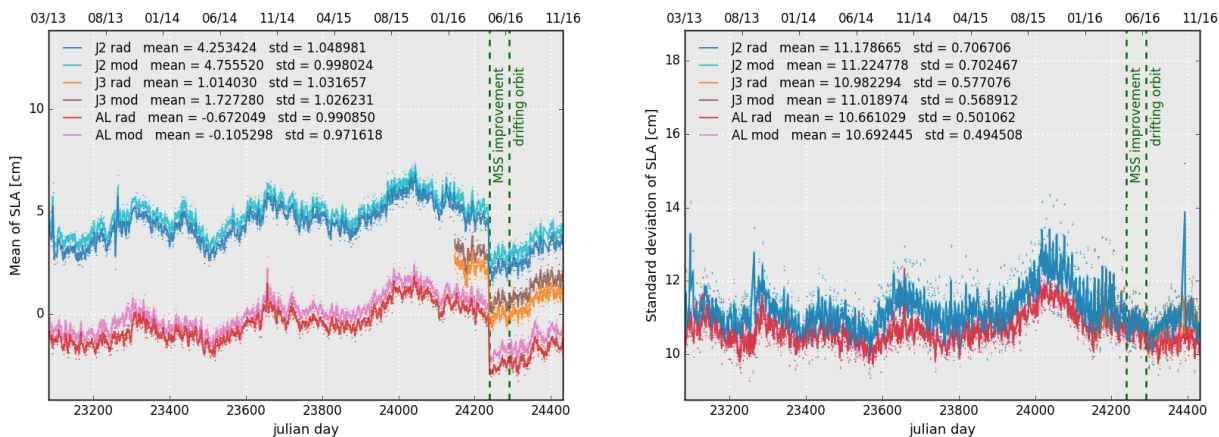 03/13 08/13 01/14 06/14 11/14 04/15 08/15 01/16 06/16 11/16
J2 rad mean = 4.253424 std = 1.048981
J2 mod mean = 4.755520 std = 0.998024
J3 rad mean = 1.014030 std = 1.031657
J3 mod mean = 1.727280 std = 1.026231
AL rad mean = -0.672049 std = 0.990850
AL mod mean = -0.105298 std = 0.971618
MSS improvement
drifting orbit
Mean of SLA [cm]
10
5
0
23200 23400 23600 23800 24000 24200 24400
julian day
03/13 08/13 01/14 06/14 11/14 04/15 08/15 01/16 06/16 11/16
J2 rad mean = 11.178665 std = 0.706706
J2 mod mean = 11.224778 std = 0.702467
J3 rad mean = 10.982294 std = 0.577076
J3 mod mean = 11.018974 std = 0.568912
AL rad mean = 10.661029 std = 0.501062
AL mod mean = 10.692445 std = 0.494508
MSS improvement
drifting orbit
Standard deviation of SLA [cm]
18
16
14
12
10
23200 23400 23600 23800 24000 24200 24400
julian day